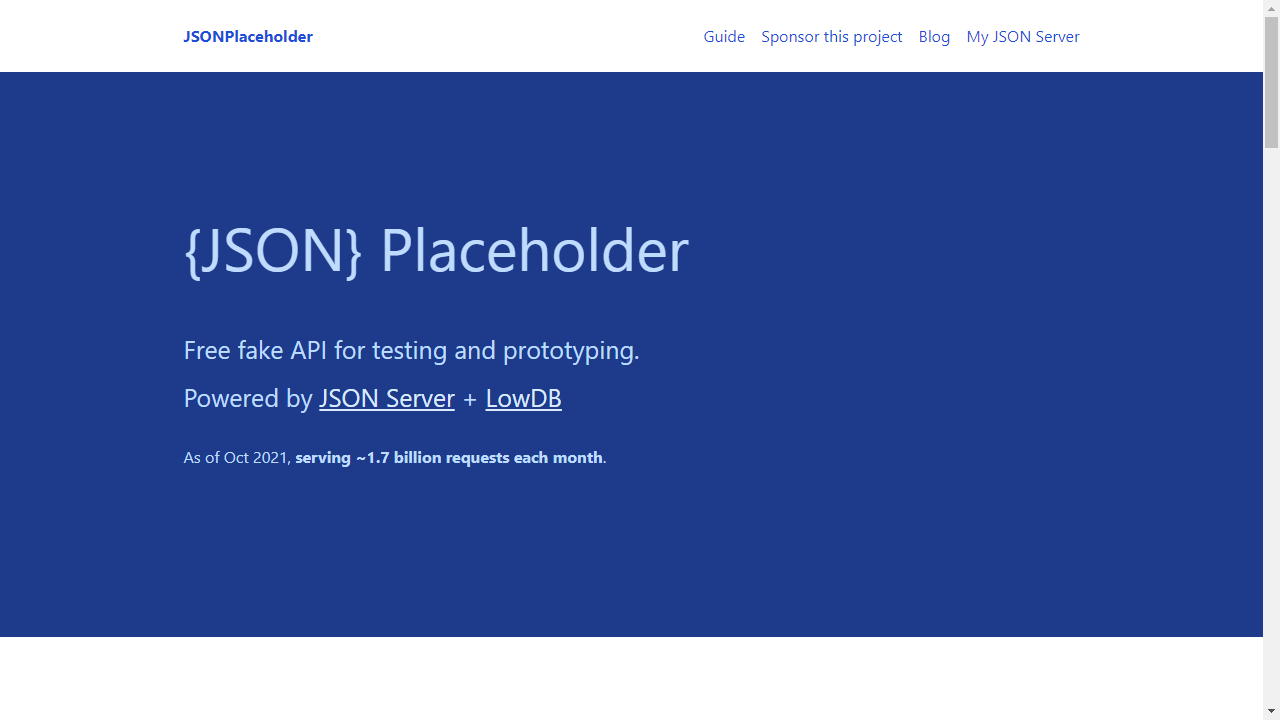 JSONPlaceholder
Guide Sponsor this project Blog My JSON Server
{JSON} Placeholder
Free fake API for testing and prototyping.
Powered by JSON Server + LowDB
As of Oct 2021, serving ~1.7 billion requests each month.